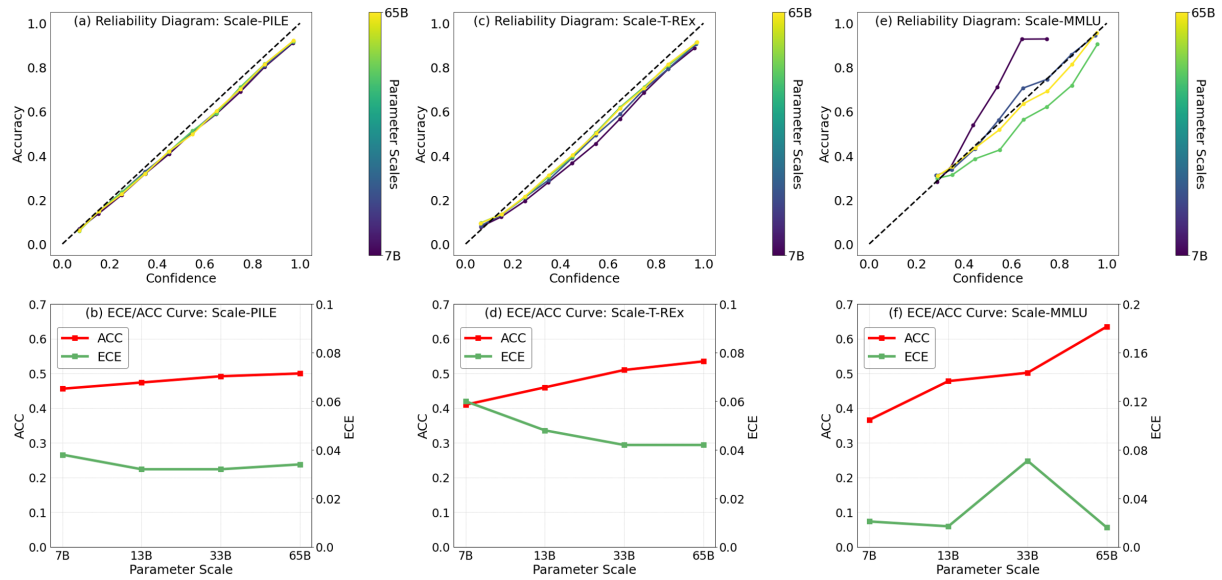 (a) Reliability Diagram: Scale-PILE
1.0
0.8
0.6
0.4
0.2
0.0
Accuracy
0.0 0.2 0.4 0.6 0.8 1.0
Confidence
65B
7B
Parameter Scales
(c) Reliability Diagram: Scale-T-REx
1.0
0.8
0.6
0.4
0.2
0.0
Accuracy
0.0 0.2 0.4 0.6 0.8 1.0
Confidence
65B
7B
Parameter Scales
(e) Reliability Diagram: Scale-MMLU
1.0
0.8
0.6
0.4
0.2
0.0
Accuracy
0.0 0.2 0.4 0.6 0.8 1.0
Confidence
65B
7B
Parameter Scales
(b) ECE/ACC Curve: Scale-PILE
ACC
ECE
0.7
0.6
0.5
0.4
0.3
0.2
0.1
0.0
ACC
0.1
0.08
0.06
0.04
0.02
0.00
ECE
7B 13B 33B 65B
Parameter Scale
(d) ECE/ACC Curve: Scale-T-REx
ACC
ECE
0.7
0.6
0.5
0.4
0.3
0.2
0.1
0.0
ACC
0.1
0.08
0.06
0.04
0.02
0.00
ECE
7B 13B 33B 65B
Parameter Scale
(f) ECE/ACC Curve: Scale-MMLU
ACC
ECE
0.7
0.6
0.5
0.4
0.3
0.2
0.1
0.0
ACC
0.2
0.16
0.12
0.08
0.04
0.00
ECE
7B 13B 33B 65B
Parameter Scale